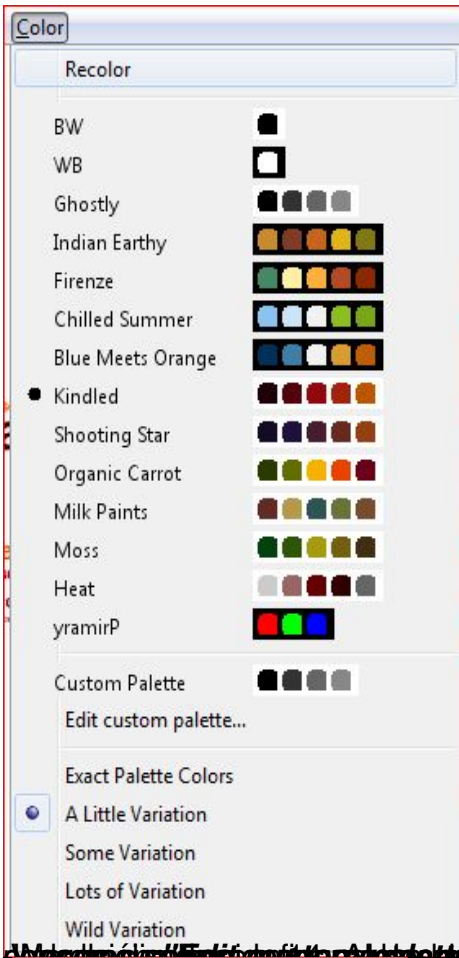 Color
Recolor
BW
WB
Ghostly
Indian Earthy
Firenze
Chilled Summer
Blue Meets Orange
Kindled
Shooting Star
Organic Carrot
Milk Paints
Moss
Heat
yramirP
Custom Palette
Edit custom palette...
Exact Palette Colors
A Little Variation
Some Variation
Lots of Variation
Wild Variation